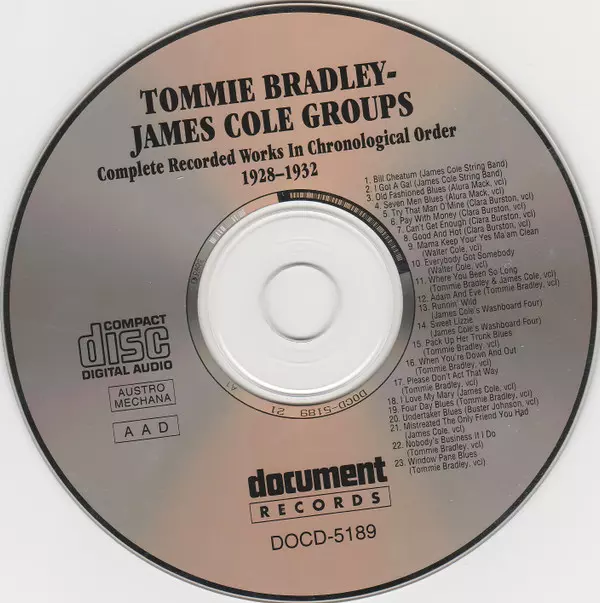 TOMMIE BRADLEY-
JAMES COLE GROUPS
Complete Recorded Works In Chronological Order
1928–1932
1. Bill Cheatum (James Cole String Band)
2. I Got A Gal (James Cole String Band)
3. Old Fashioned Blues (Alura Mack, vcl)
4. Seven Men Blues (Alura Mack, vcl)
5. Try That Man O'Mine (Clara Burston, vcl)
6. Pay With Money (Clara Burston, vcl)
7. Can't Get Enough (Clara Burston, vcl)
8. Good And Hot (Clara Burston, vcl)
9. Mama Keep Your Yes Ma'am Clean
(Walter Cole, vcl)
10. Everybody Got Somebody
(Walter Cole, vcl)
11. Where You Been So Long
(Tommie Bradley & James Cole, vcl)
12. Adam And Eve (Tommie Bradley, vcl)
13. Runnin' Wild
(James Cole's Washboard Four)
14. Sweet Lizzie
(James Cole's Washboard Four)
15. Pack Up Her Trunk Blues
(Tommie Bradley, vcl)
16. When You're Down And Out
(Tommie Bradley, vcl)
17. Please Don't Act That Way
(Tommie Bradley, vcl)
18. I Love My Mary (James Cole, vcl)
19. Four Day Blues (Tommie Bradley, vcl)
20. Undertaker Blues (Buster Johnson, vcl)
21. Mistreated The Only Friend You Had
(James Cole, vcl)
22. Nobody's Business If I Do
(Tommie Bradley, vcl)
23. Window Pane Blues
(Tommie Bradley, vcl)
COMPACT
disc
DIGITAL AUDIO
AUSTRO
MECHANA
A A D
DOCD-5189 21 A1
document
RECORDS
DOCD-5189